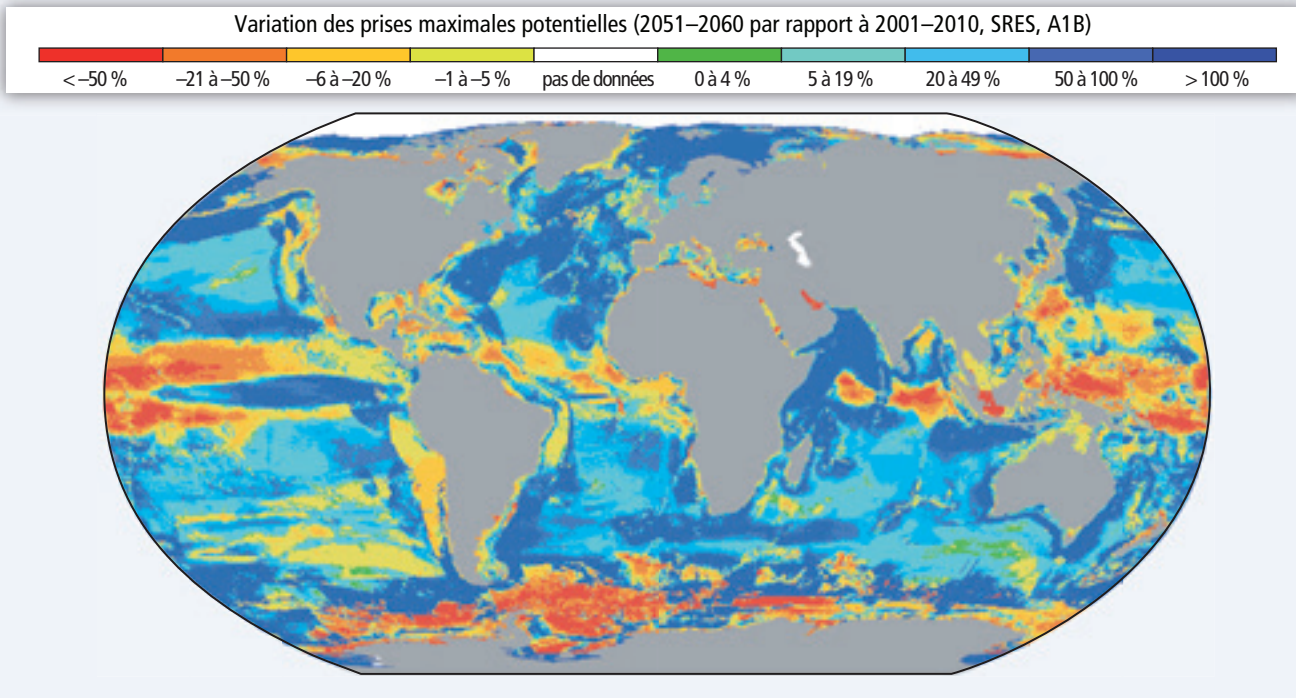 Variation des prises maximales potentielles (2051–2060 par rapport à 2001–2010, SRES, A1B)
< –50 % –21 à –50 % –6 à –20 % –1 à –5 % pas de données 0 à 4 % 5 à 19 % 20 à 49 % 50 à 100 % > 100 %